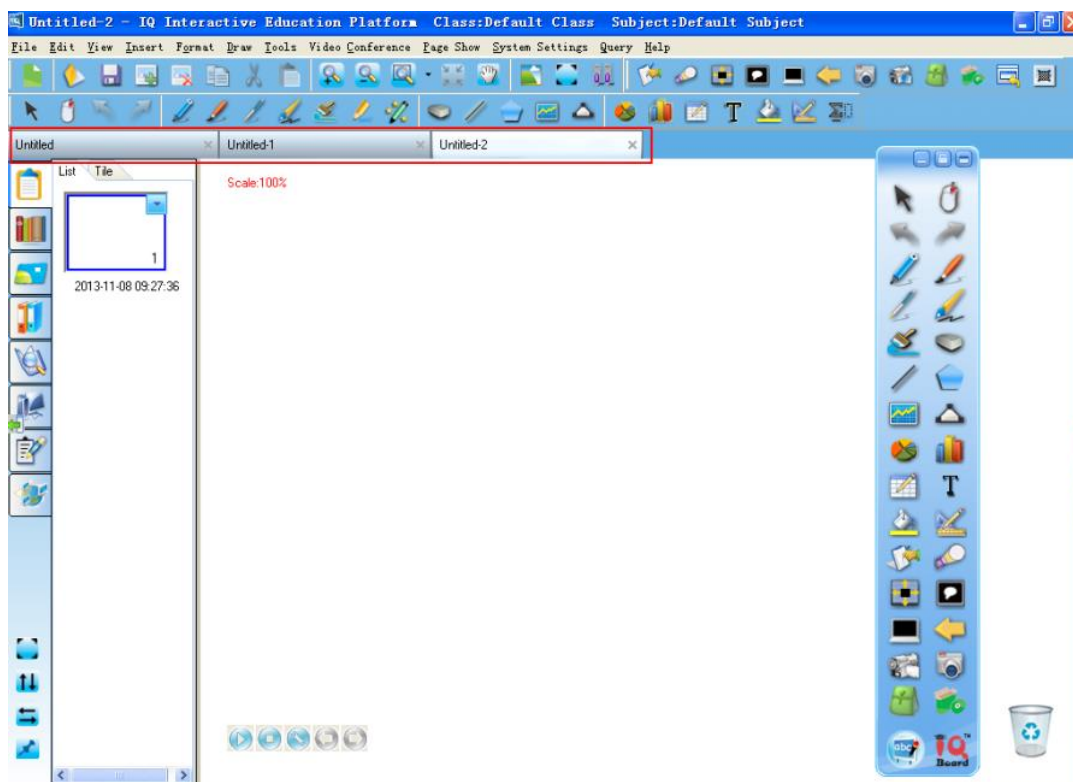 Untitled-2 - IQ Interactive Education Platform Class:Default Class Subject:Default Subject
File Edit View Insert Format Draw Tools Video Conference Page Show System Settings Query Help
T
Untitled Untitled-1 Untitled-2
List Tile
Scale:100%
1
2013-11-08 09:27:36
T
abc IQ Board™